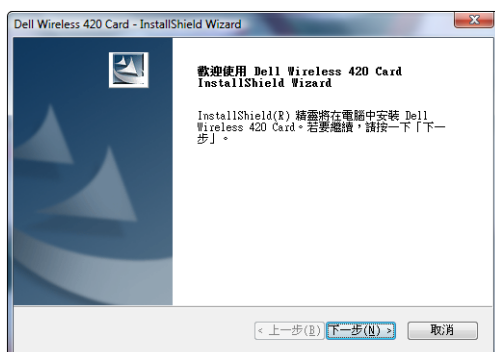 Dell Wireless 420 Card - InstallShield Wizard
歡迎使用 Dell Wireless 420 Card
InstallShield Wizard
InstallShield(R) 精靈將在電腦中安裝 Dell
Wireless 420 Card。若要繼續，請按一下「下一
步」。
< 上一步(B) 下一步(N) > 取消